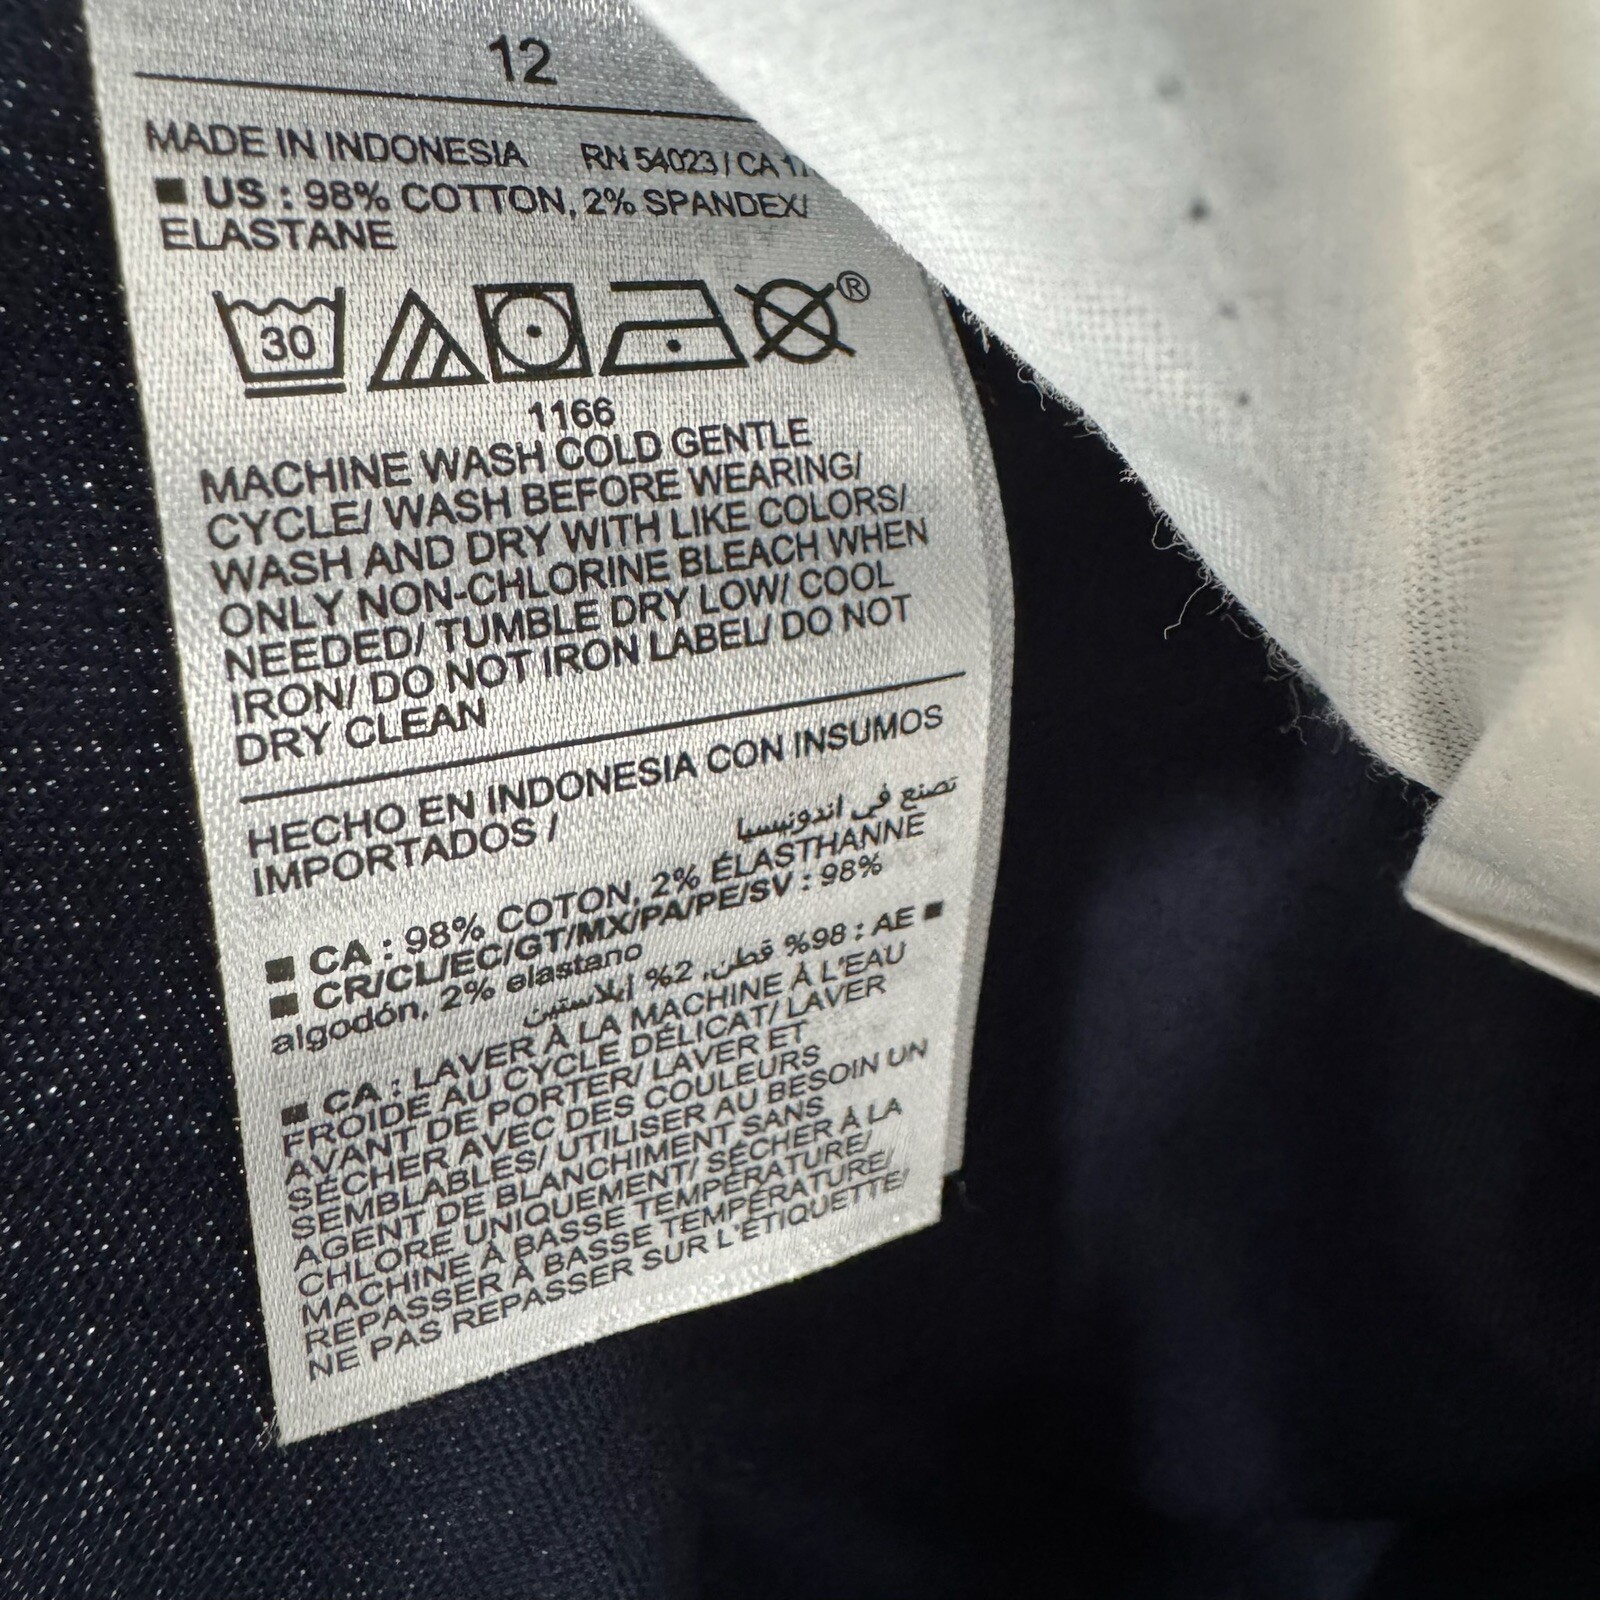 12
MADE IN INDONESIA RN 54023 / CA
■ US : 98% COTTON, 2% SPANDEX/
ELASTANE
30
®
1166
MACHINE WASH COLD GENTLE
CYCLE/ WASH BEFORE WEARING/
WASH AND DRY WITH LIKE COLORS/
ONLY NON-CHLORINE BLEACH WHEN
NEEDED/ TUMBLE DRY LOW/ COOL
IRON/ DO NOT IRON LABEL/ DO NOT
DRY CLEAN
HECHO EN INDONESIA CON INSUMOS
IMPORTADOS /
تصنع في اندونيسيا
■ CA : 98% COTON, 2% ÉLASTHANNE
■ CR/CL/EC/GT/MX/PA/PE/SV : 98%
algodón, 2% elastano
■ AE : 98% قطن, 2% إيلاستين
■ CA : LAVER À LA MACHINE À L'EAU
FROIDE AU CYCLE DÉLICAT/ LAVER
AVANT DE PORTER/ LAVER ET
SÉCHER AVEC DES COULEURS
SEMBLABLES/ UTILISER AU BESOIN UN
AGENT DE BLANCHIMENT SANS
CHLORE UNIQUEMENT/ SÉCHER À LA
MACHINE À BASSE TEMPÉRATURE/
REPASSER À BASSE TEMPÉRATURE/
NE PAS REPASSER SUR L'ÉTIQUETTE/